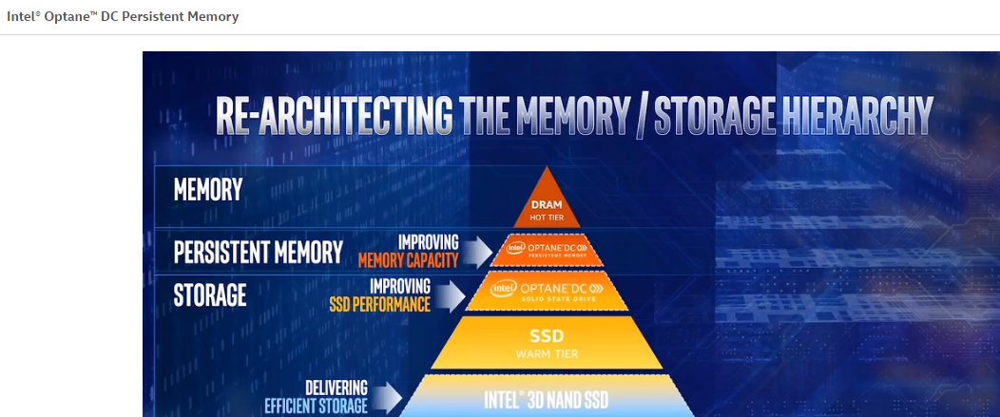 Intel® Optane™ DC Persistent Memory
RE-ARCHITECTING THE MEMORY / STORAGE HIERARCHY
MEMORY
DRAM
HOT TIER
PERSISTENT MEMORY
IMPROVING
MEMORY CAPACITY
intel OPTANE DC
PERSISTENT MEMORY
STORAGE
IMPROVING
SSD PERFORMANCE
intel OPTANE DC
SOLID STATE DRIVE
SSD
WARM TIER
DELIVERING
EFFICIENT STORAGE
INTEL® 3D NAND SSD